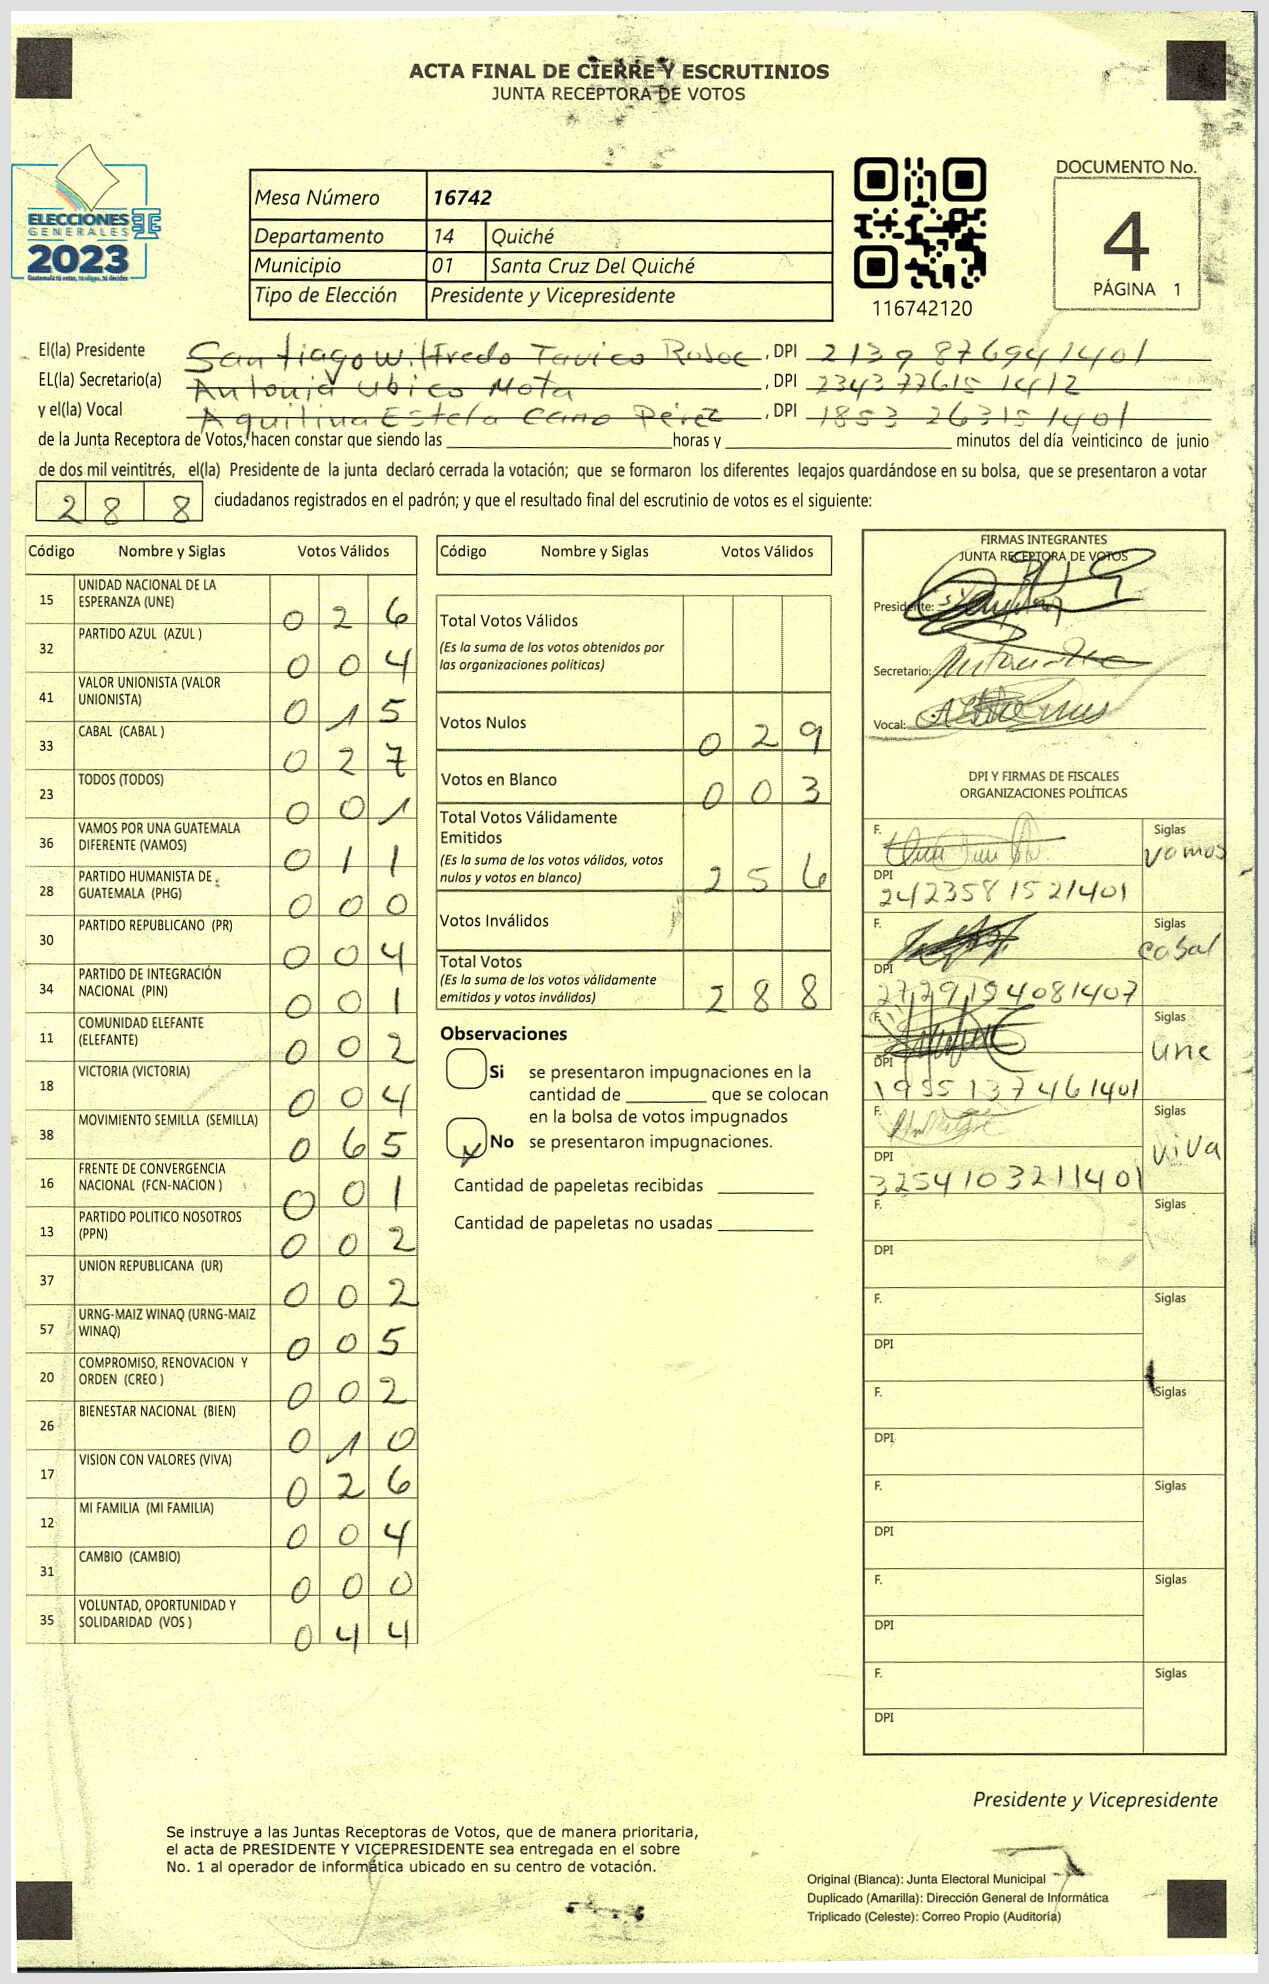 ACTA FINAL DE CIERRE Y ESCRUTINIOS
JUNTA RECEPTORA DE VOTOS
ELECCIONES
GENERALES
2023
Mesa Número 16742
Departamento 14 Quiché
Municipio 01 Santa Cruz Del Quiché
Tipo de Elección Presidente y Vicepresidente
116742120
DOCUMENTO No.
4
PÁGINA 1
El(la) Presidente Santiago Wilfredo Tavico , DPI 2139 87694 1401
EL(la) Secretario(a) Antonia Ubico Mota , DPI 234377615 1412
y el(la) Vocal Aquilina Estela Cano Pérez , DPI 1853 26315 1401
de la Junta Receptora de Votos, hacen constar que siendo las horas y minutos del día veinticinco de junio
de dos mil veintitrés, el(la) Presidente de la junta declaró cerrada la votación; que se formaron los diferentes legajos guardándose en su bolsa, que se presentaron a votar
2 8 8 ciudadanos registrados en el padrón; y que el resultado final del escrutinio de votos es el siguiente:
Código Nombre y Siglas Votos Válidos
15 UNIDAD NACIONAL DE LA
ESPERANZA (UNE) 0 2 6
32 PARTIDO AZUL (AZUL ) 0 0 4
41 VALOR UNIONISTA (VALOR
UNIONISTA) 0 1 5
33 CABAL (CABAL ) 0 2 7
23 TODOS (TODOS) 0 0 1
36 VAMOS POR UNA GUATEMALA
DIFERENTE (VAMOS) 0 1 1
28 PARTIDO HUMANISTA DE
GUATEMALA (PHG) 0 0 0
30 PARTIDO REPUBLICANO (PR) 0 0 4
34 PARTIDO DE INTEGRACIÓN
NACIONAL (PIN) 0 0 1
11 COMUNIDAD ELEFANTE
(ELEFANTE) 0 0 2
18 VICTORIA (VICTORIA) 0 0 4
38 MOVIMIENTO SEMILLA (SEMILLA) 0 6 5
16 FRENTE DE CONVERGENCIA
NACIONAL (FCN-NACION ) 0 0 1
13 PARTIDO POLITICO NOSOTROS
(PPN) 0 0 2
37 UNION REPUBLICANA (UR) 0 0 2
57 URNG-MAIZ WINAQ (URNG-MAIZ
WINAQ) 0 0 5
20 COMPROMISO, RENOVACION Y
ORDEN (CREO ) 0 0 2
26 BIENESTAR NACIONAL (BIEN) 0 1 0
17 VISION CON VALORES (VIVA) 0 2 6
12 MI FAMILIA (MI FAMILIA) 0 0 4
31 CAMBIO (CAMBIO) 0 0 0
35 VOLUNTAD, OPORTUNIDAD Y
SOLIDARIDAD (VOS ) 0 4 4
Código Nombre y Siglas Votos Válidos
Total Votos Válidos
(Es la suma de los votos obtenidos por
las organizaciones políticas)
Votos Nulos 0 2 9
Votos en Blanco 0 0 3
Total Votos Válidamente
Emitidos
(Es la suma de los votos válidos, votos
nulos y votos en blanco) 2 5 6
Votos Inválidos
Total Votos
(Es la suma de los votos válidamente
emitidos y votos inválidos) 2 8 8
Observaciones
Si se presentaron impugnaciones en la
cantidad de que se colocan
en la bolsa de votos impugnados
x No se presentaron impugnaciones.
Cantidad de papeletas recibidas
Cantidad de papeletas no usadas
FIRMAS INTEGRANTES
JUNTA RECEPTORA DE VOTOS
Presidente:
Secretario:
Vocal:
DPI Y FIRMAS DE FISCALES
ORGANIZACIONES POLÍTICAS
F. Siglas
vamos
DPI
2423581521401
F. Siglas
cabal
DPI
2729194081407
F. Siglas
une
DPI
1955137461401
F. Siglas
viva
DPI
3254103211401
F. Siglas
DPI
F. Siglas
DPI
F. Siglas
DPI
F. Siglas
DPI
F. Siglas
DPI
F. Siglas
DPI
Presidente y Vicepresidente
Se instruye a las Juntas Receptoras de Votos, que de manera prioritaria,
el acta de PRESIDENTE Y VICEPRESIDENTE sea entregada en el sobre
No. 1 al operador de informática ubicado en su centro de votación.
Original (Blanca): Junta Electoral Municipal
Duplicado (Amarilla): Dirección General de Informática
Triplicado (Celeste): Correo Propio (Auditoría)